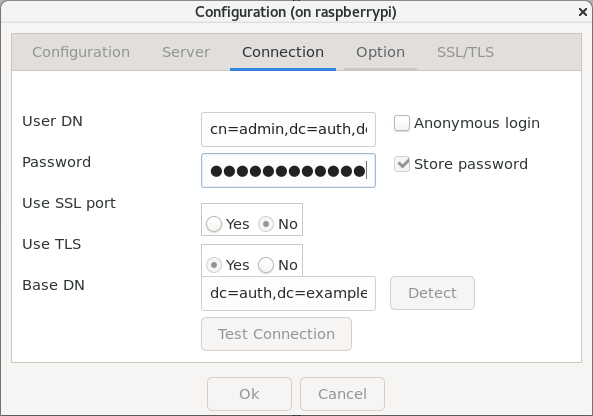 Configuration (on raspberrypi)
Configuration Server Connection Option SSL/TLS
User DN cn=admin,dc=auth,dc Anonymous login
Password ●●●●●●●●●●●● Store password
Use SSL port Yes No
Use TLS Yes No
Base DN dc=auth,dc=example Detect
Test Connection
Ok Cancel